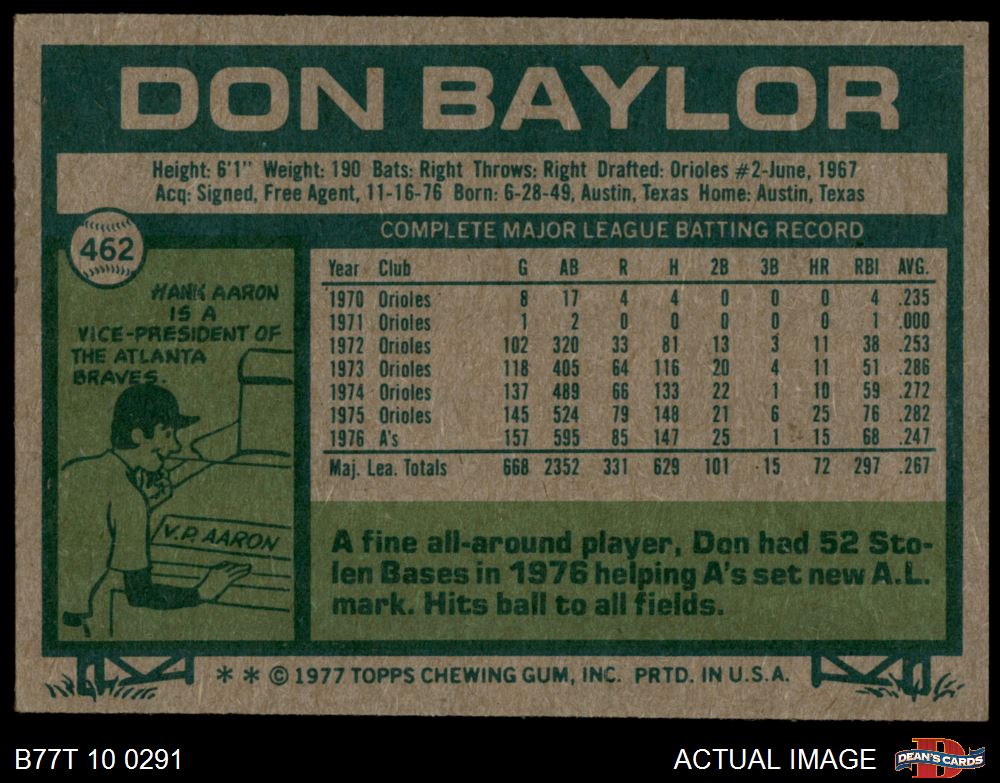 DON BAYLOR
Height: 6'1" Weight: 190 Bats: Right Throws: Right Drafted: Orioles #2-June, 1967
Acq: Signed, Free Agent, 11-16-76 Born: 6-28-49, Austin, Texas Home: Austin, Texas
462
COMPLETE MAJOR LEAGUE BATTING RECORD
HANK AARON
IS A
VICE-PRESIDENT OF
THE ATLANTA
BRAVES.
V.P. AARON
Year Club G AB R H 2B 3B HR RBI AVG.
1970 Orioles 8 17 4 4 0 0 0 4 .235
1971 Orioles 1 2 0 0 0 0 0 1 .000
1972 Orioles 102 320 33 81 13 3 11 38 .253
1973 Orioles 118 405 64 116 20 4 11 51 .286
1974 Orioles 137 489 66 133 22 1 10 59 .272
1975 Orioles 145 524 79 148 21 6 25 76 .282
1976 A's 157 595 85 147 25 1 15 68 .247
Maj. Lea. Totals 668 2352 331 629 101 15 72 297 .267
A fine all-around player, Don had 52 Sto-
len Bases in 1976 helping A's set new A.L.
mark. Hits ball to all fields.
* * © 1977 TOPPS CHEWING GUM, INC. PRTD. IN U.S.A.
B77T 10 0291
ACTUAL IMAGE
D
DEAN'S CARDS